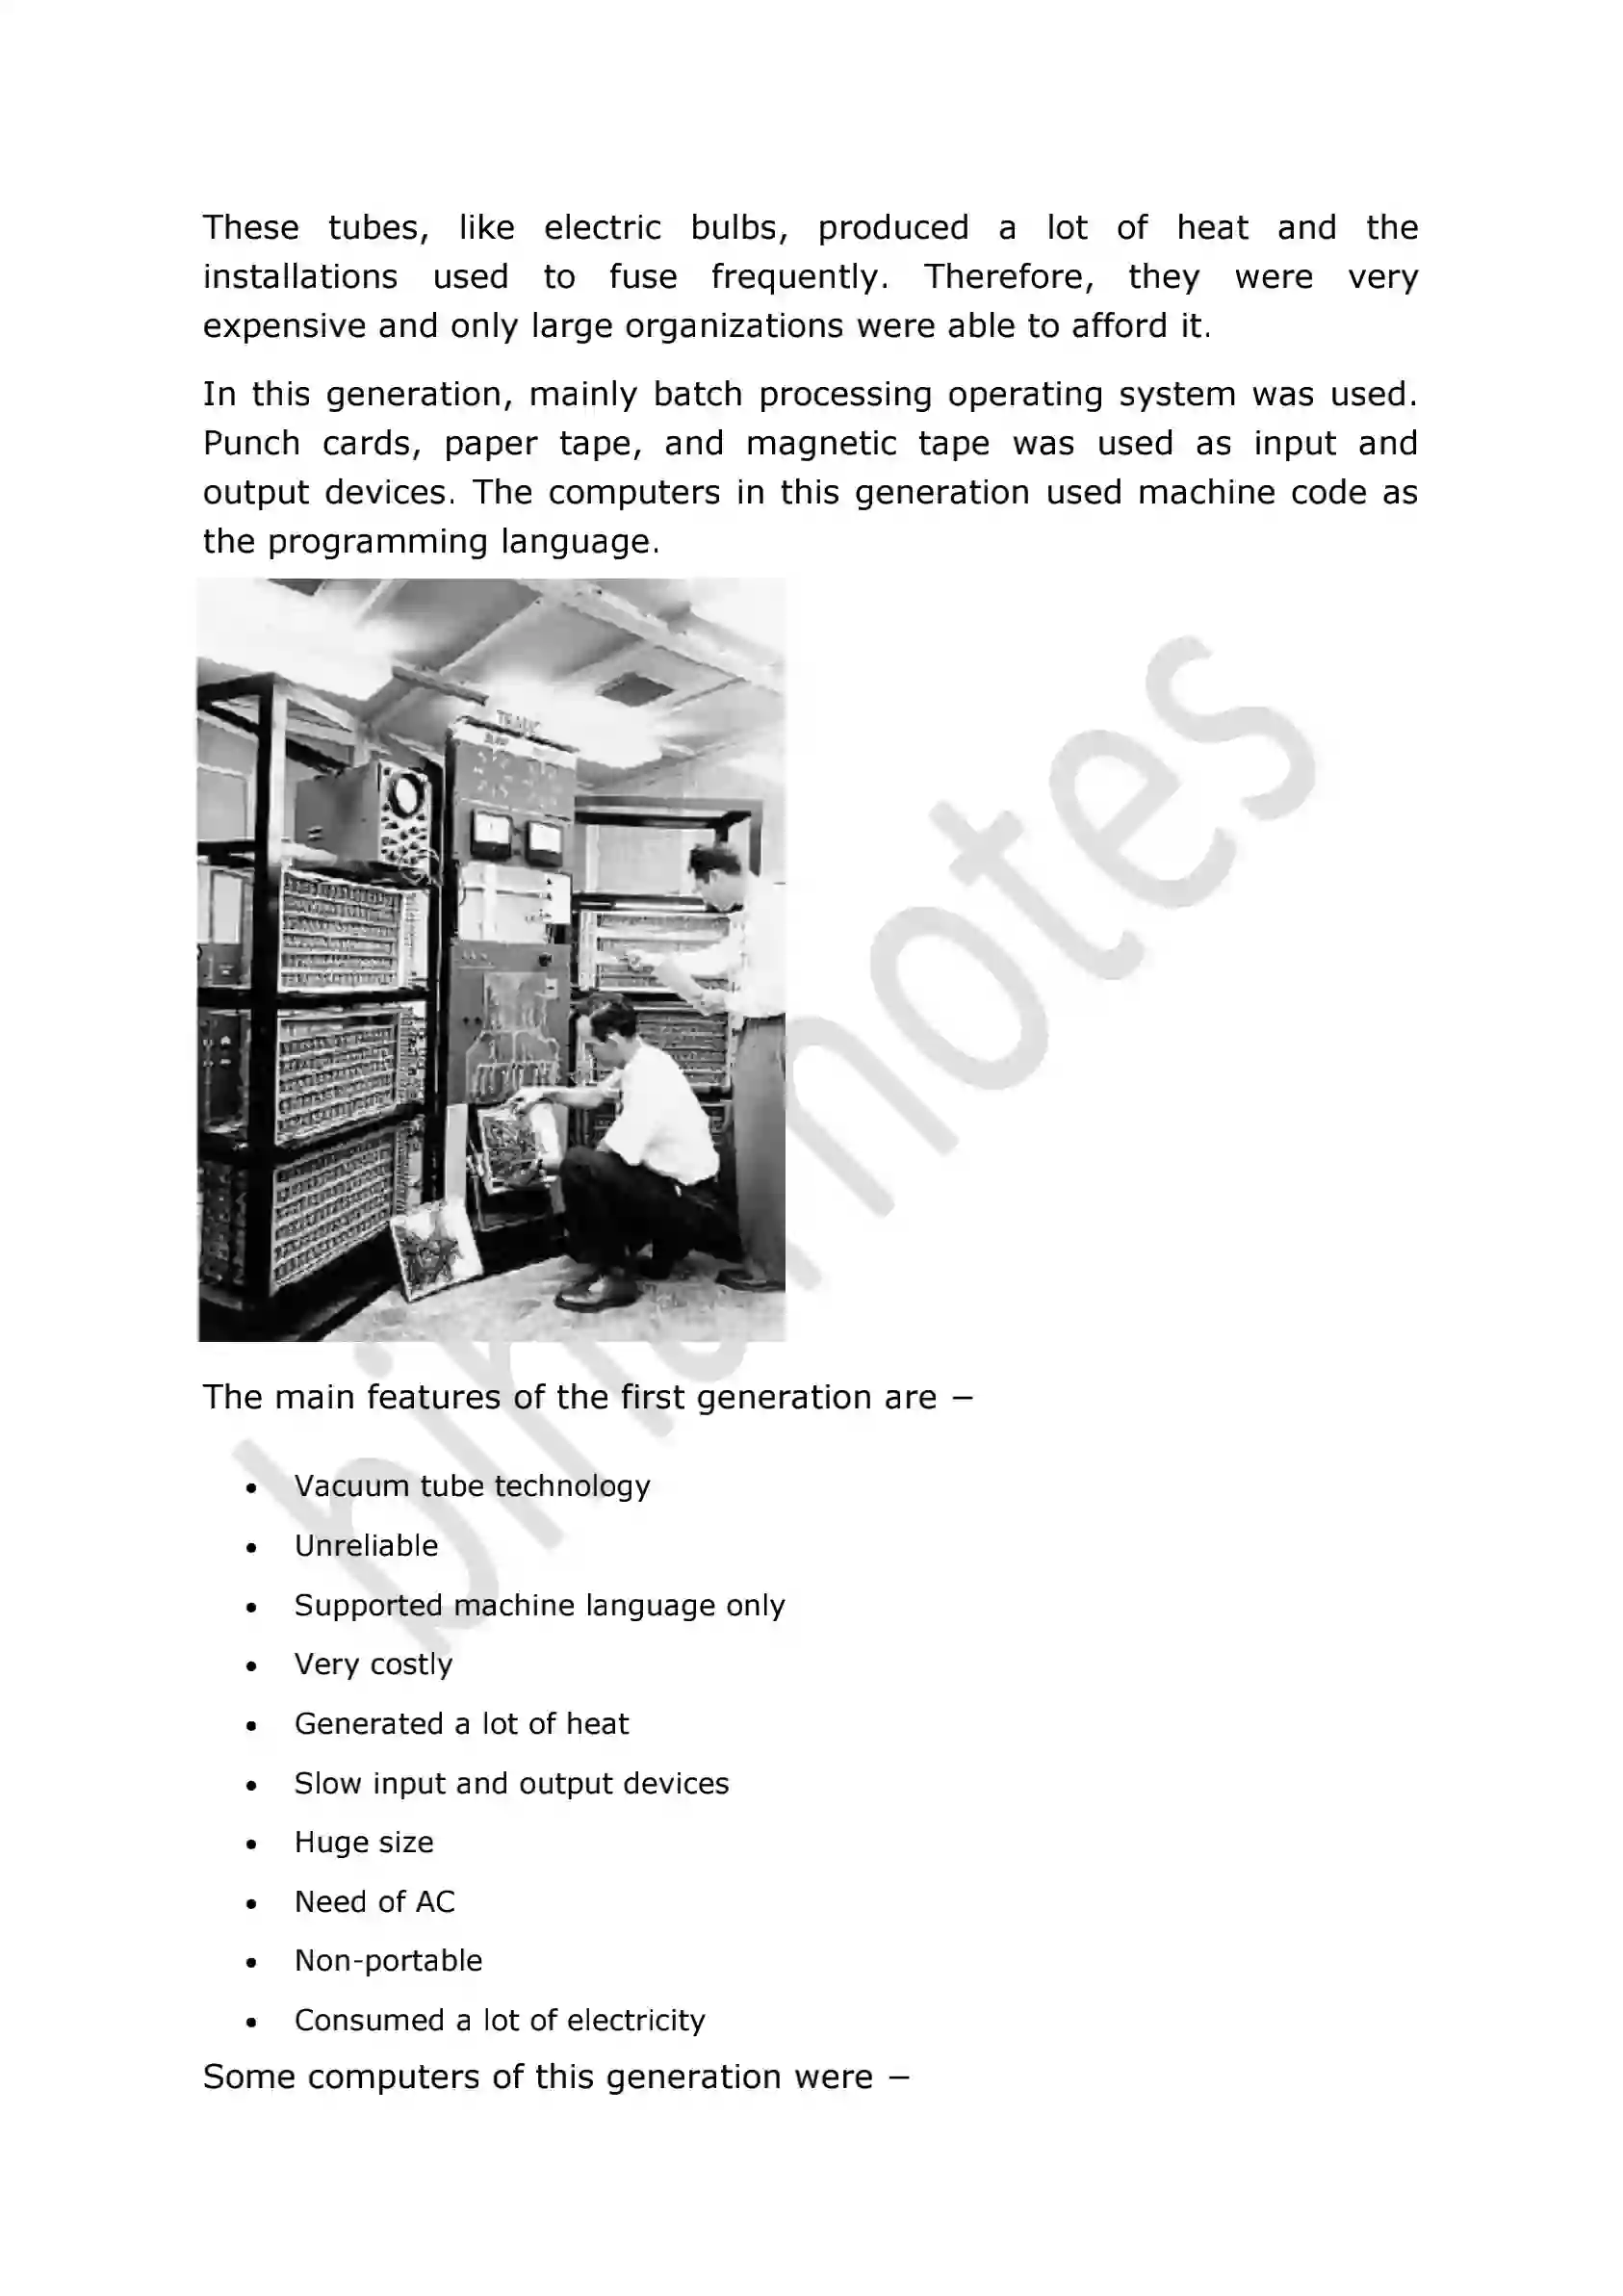 These tubes, like electric bulbs, produced a lot of heat and the
installations used to fuse frequently. Therefore, they were very
expensive and only large organizations were able to afford it.
In this generation, mainly batch processing operating system was used.
Punch cards, paper tape, and magnetic tape was used as input and
output devices. The computers in this generation used machine code as
the programming language.
The main features of the first generation are −
• Vacuum tube technology
• Unreliable
• Supported machine language only
• Very costly
• Generated a lot of heat
• Slow input and output devices
• Huge size
• Need of AC
• Non-portable
• Consumed a lot of electricity
Some computers of this generation were −